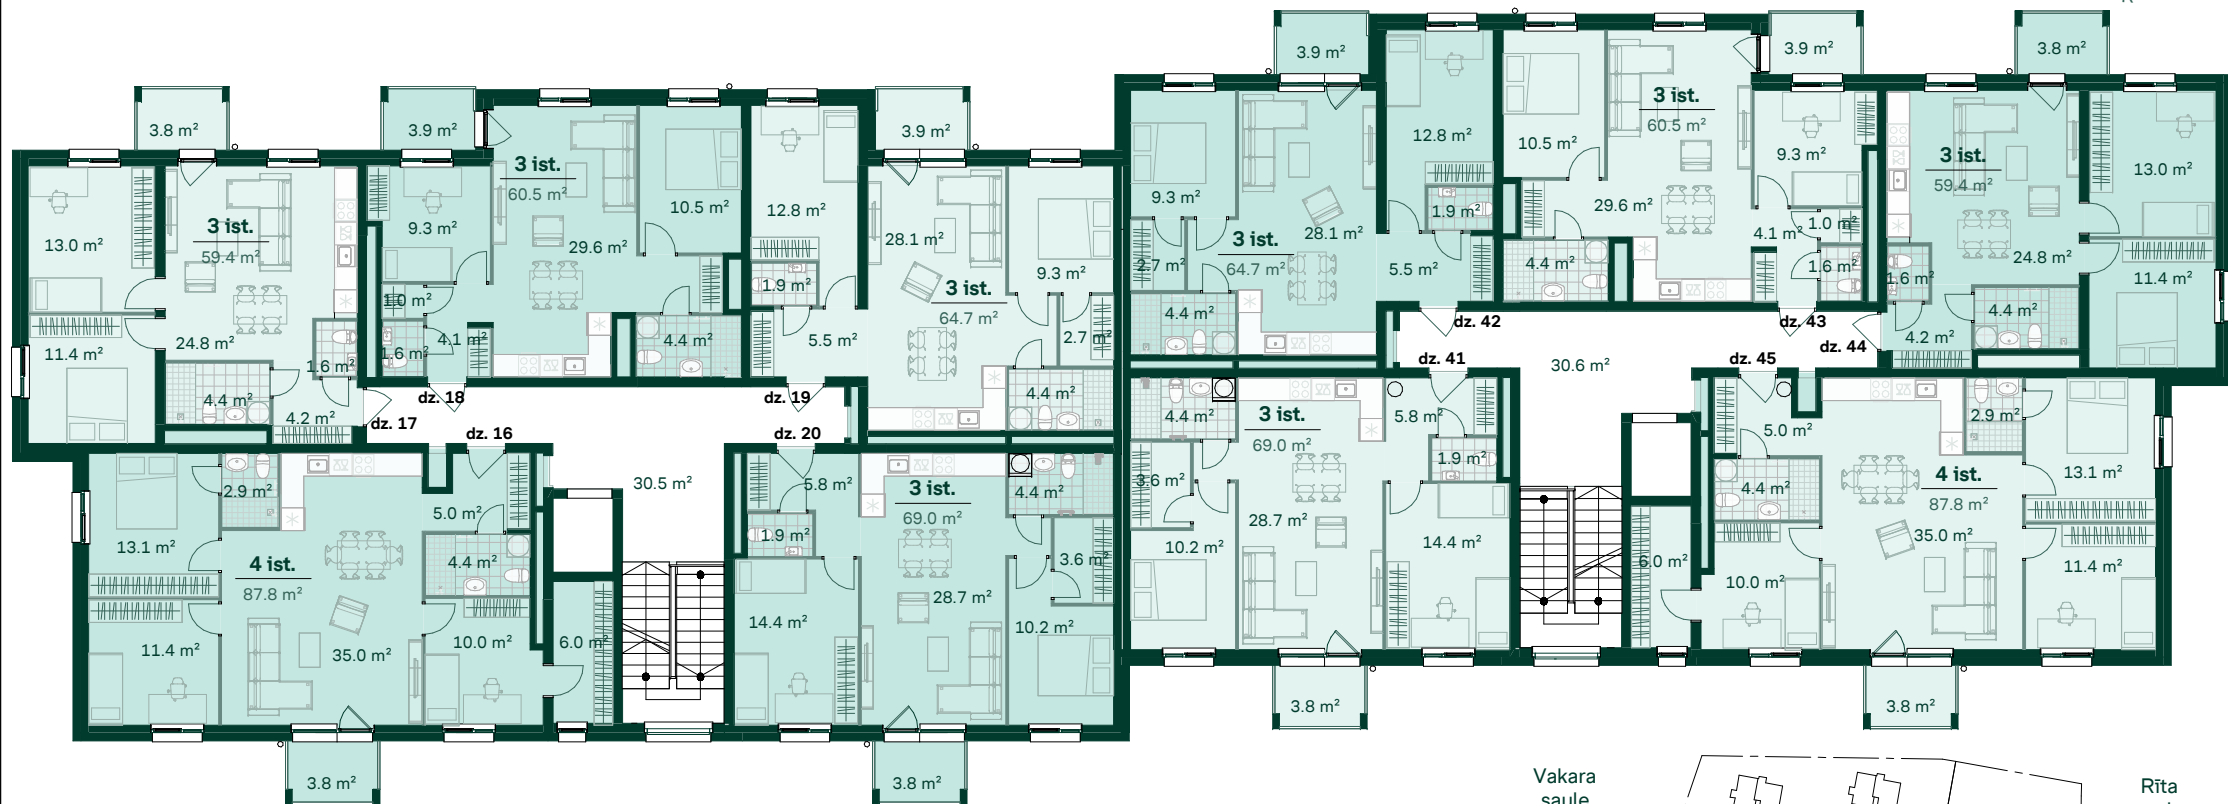 3.8 m²
3.9 m²
3.9 m²
3.9 m²
3.9 m²
3.8 m²
13.0 m²
3 ist.
59.4 m²
24.8 m²
11.4 m²
4.4 m²
1.6 m²
4.2 m²
dz. 17
3 ist.
60.5 m²
9.3 m²
29.6 m²
10.5 m²
1.0 m²
1.6 m²
4.1 m²
4.4 m²
dz. 18
12.8 m²
1.9 m²
28.1 m²
3 ist.
64.7 m²
9.3 m²
2.7 m²
5.5 m²
4.4 m²
dz. 19
dz. 16
dz. 20
30.5 m²
2.9 m²
13.1 m²
4 ist.
87.8 m²
5.0 m²
4.4 m²
11.4 m²
35.0 m²
10.0 m²
6.0 m²
3.8 m²
5.8 m²
1.9 m²
14.4 m²
3 ist.
69.0 m²
4.4 m²
3.6 m²
28.7 m²
10.2 m²
3.8 m²
9.3 m²
2.7 m²
3 ist.
64.7 m²
28.1 m²
12.8 m²
1.9 m²
5.5 m²
4.4 m²
dz. 42
10.5 m²
3 ist.
60.5 m²
29.6 m²
9.3 m²
4.1 m²
1.0 m²
1.6 m²
4.4 m²
dz. 43
3 ist.
59.4 m²
13.0 m²
24.8 m²
11.4 m²
1.6 m²
4.4 m²
4.2 m²
dz. 44
dz. 41
30.6 m²
dz. 45
4.4 m²
3 ist.
69.0 m²
5.8 m²
1.9 m²
3.6 m²
28.7 m²
10.2 m²
14.4 m²
3.8 m²
6.0 m²
5.0 m²
2.9 m²
4.4 m²
4 ist.
87.8 m²
35.0 m²
13.1 m²
10.0 m²
11.4 m²
3.8 m²
Vakara
saule
Rīta